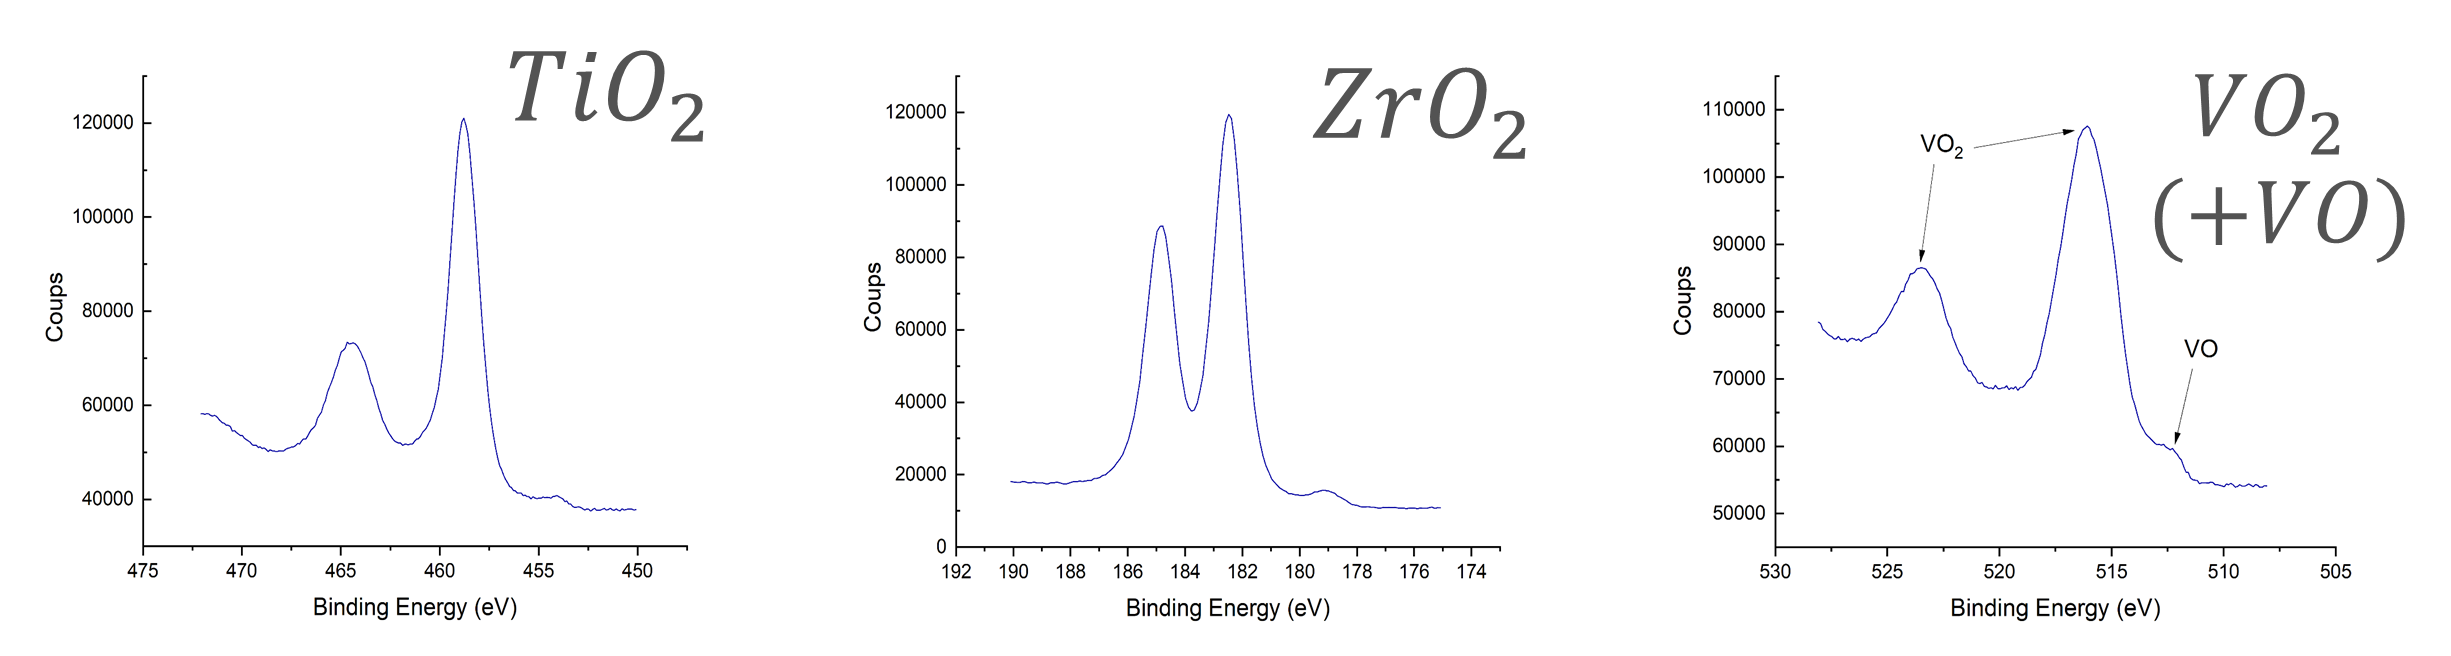 TiO2
120000
100000
80000
60000
40000
Coups
475 470 465 460 455 450
Binding Energy (eV)
ZrO2
120000
100000
80000
60000
40000
20000
0
Coups
192 190 188 186 184 182 180 178 176 174
Binding Energy (eV)
VO2
(+VO)
110000
100000
90000
80000
70000
60000
50000
Coups
VO2
VO
530 525 520 515 510 505
Binding Energy (eV)